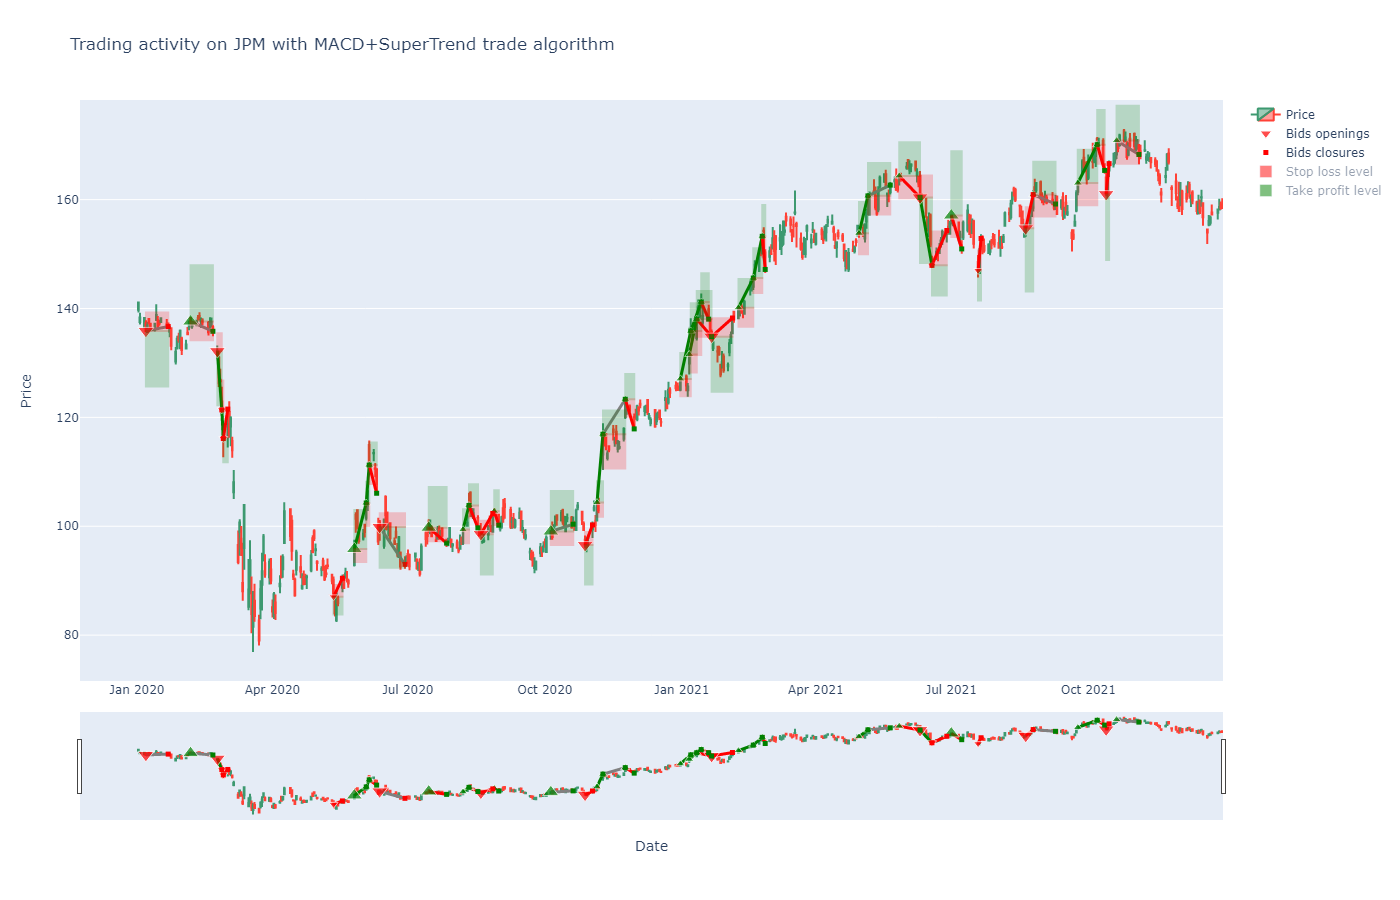 Trading activity on JPM with MACD+SuperTrend trade algorithm
Price
Bids openings
Bids closures
Stop loss level
Take profit level
160
140
120
100
80
Price
Jan 2020
Apr 2020
Jul 2020
Oct 2020
Jan 2021
Apr 2021
Jul 2021
Oct 2021
Date